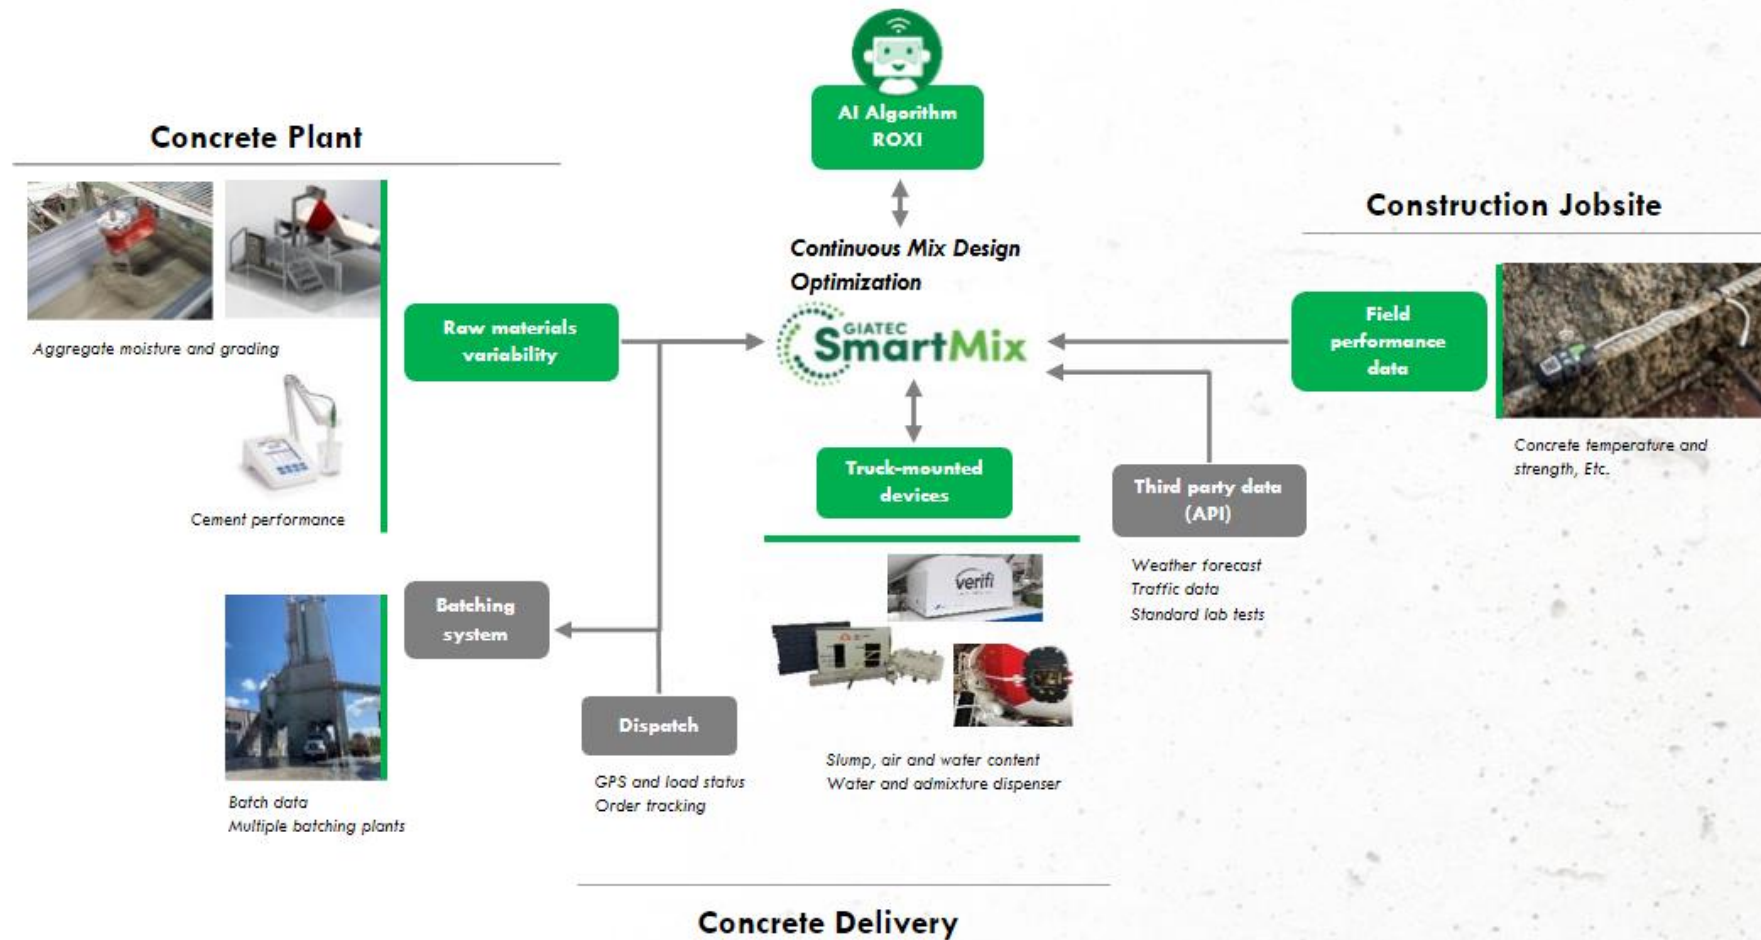 AI Algorithm
ROXI
Concrete Plant
Construction Jobsite
Continuous Mix Design
Optimization
GIATEC
SmartMix
Raw materials
variability
Field
performance
data
Aggregate moisture and grading
Cement performance
Truck-mounted
devices
Third party data
(API)
Concrete temperature and
strength, Etc.
verifi
Weather forecast
Traffic data
Standard lab tests
Batching
system
Dispatch
Batch data
Multiple batching plants
GPS and load status
Order tracking
Slump, air and water content
Water and admixture dispenser
Concrete Delivery